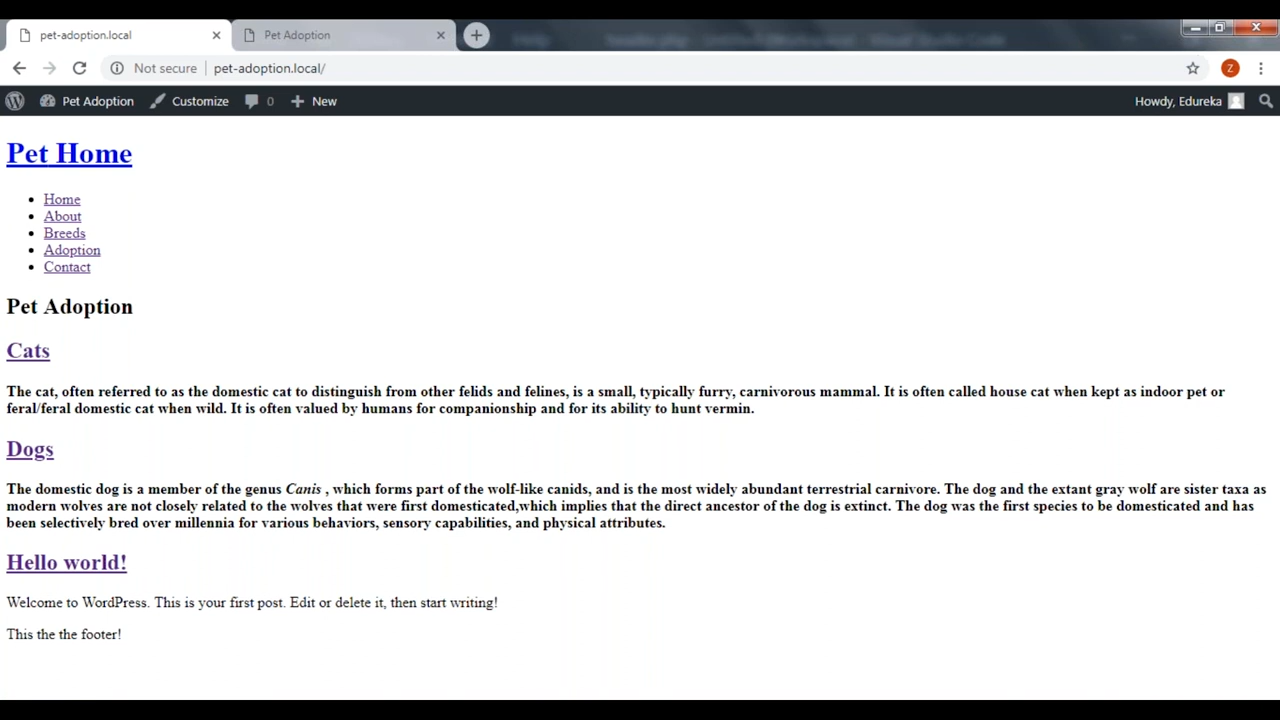 pet-adoption.local
Pet Adoption
Not secure
pet-adoption.local/
Z
Pet Adoption
Customize
0
New
Howdy, Edureka
Pet Home
Home
About
Breeds
Adoption
Contact
Pet Adoption
Cats
The cat, often referred to as the domestic cat to distinguish from other felids and felines, is a small, typically furry, carnivorous mammal. It is often called house cat when kept as indoor pet or
feral/feral domestic cat when wild. It is often valued by humans for companionship and for its ability to hunt vermin.
Dogs
The domestic dog is a member of the genus Canis , which forms part of the wolf-like canids, and is the most widely abundant terrestrial carnivore. The dog and the extant gray wolf are sister taxa as
modern wolves are not closely related to the wolves that were first domesticated,which implies that the direct ancestor of the dog is extinct. The dog was the first species to be domesticated and has
been selectively bred over millennia for various behaviors, sensory capabilities, and physical attributes.
Hello world!
Welcome to WordPress. This is your first post. Edit or delete it, then start writing!
This the the footer!